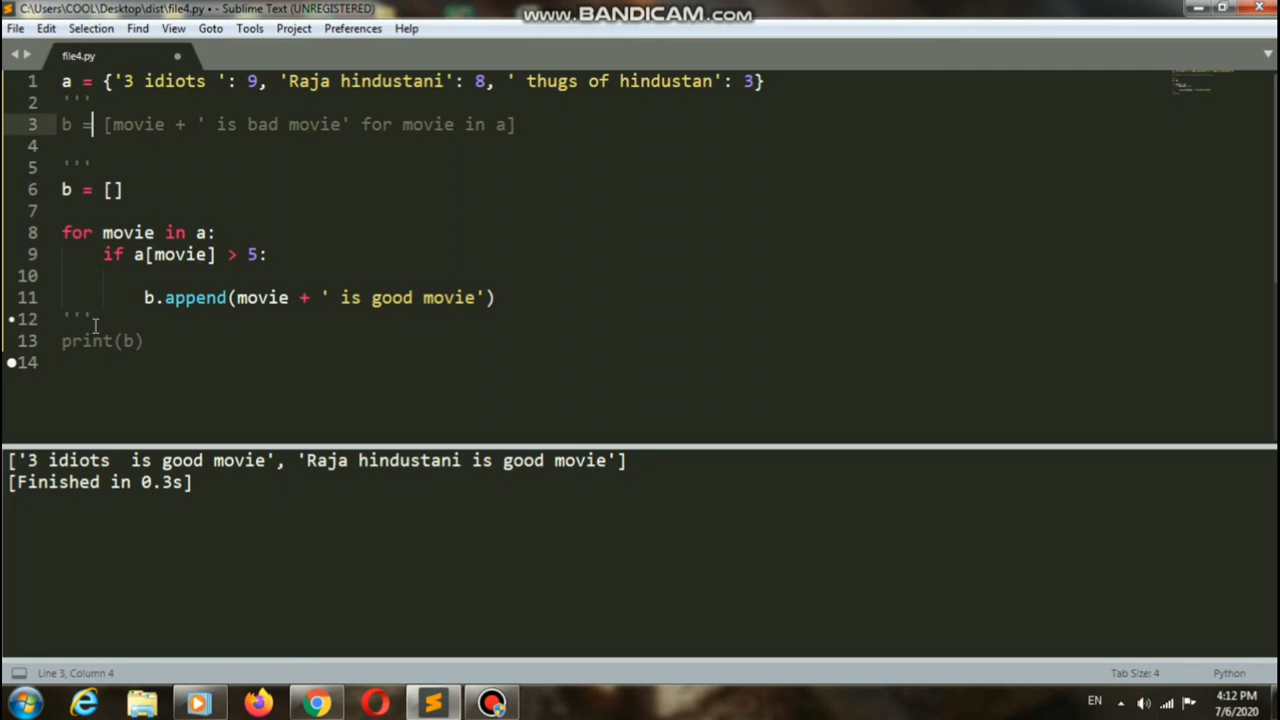 C:\Users\COOL\Desktop\dist\file4.py • - Sublime Text (UNREGISTERED)
www.BANDICAM.com
File Edit Selection Find View Goto Tools Project Preferences Help
file4.py
1 a = {'3 idiots ': 9, 'Raja hindustani': 8, ' thugs of hindustan': 3}
2 '''
3 b = [movie + ' is bad movie' for movie in a]
4
5 '''
6 b = []
7
8 for movie in a:
9 if a[movie] > 5:
10
11 b.append(movie + ' is good movie')
12 '''
13 print(b)
14
['3 idiots  is good movie', 'Raja hindustani is good movie']
[Finished in 0.3s]
Line 3, Column 4 Tab Size: 4 Python
EN 4:12 PM
7/6/2020